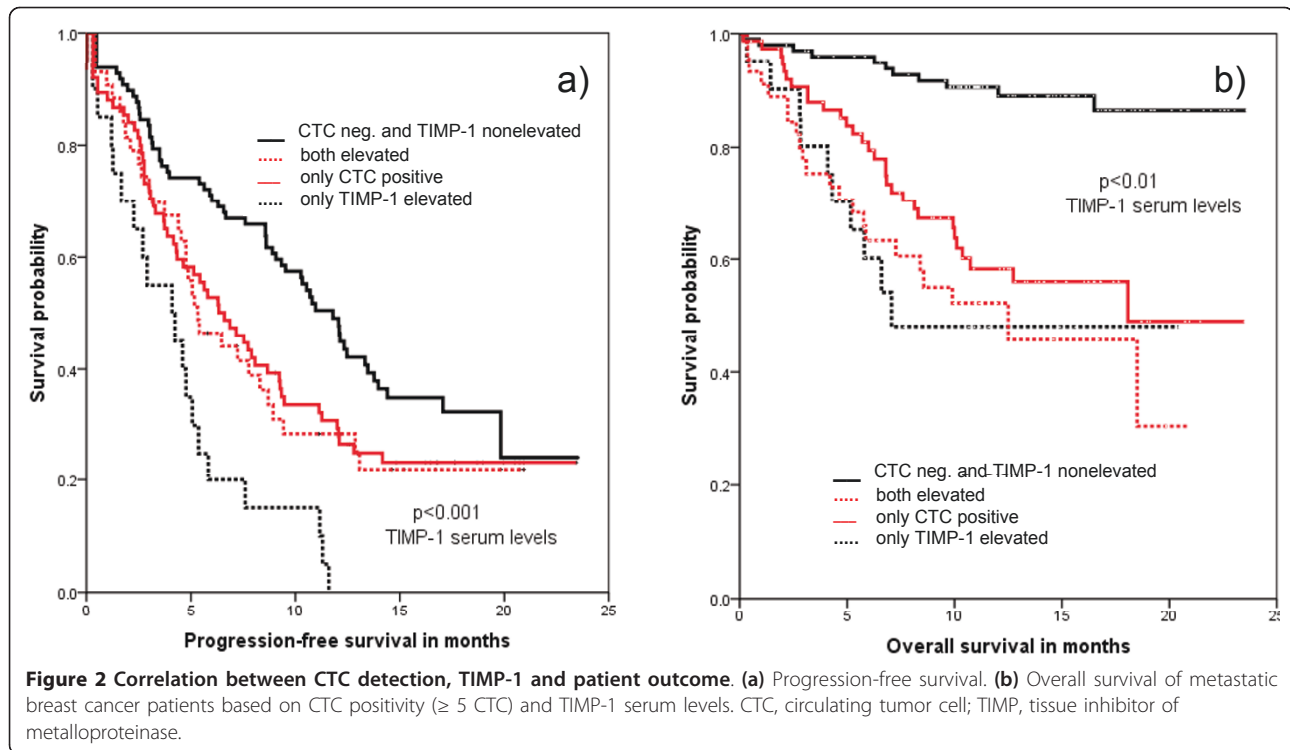 a)
CTC neg. and TIMP-1 nonelevated
both elevated
only CTC positive
only TIMP-1 elevated
p<0.001
TIMP-1 serum levels
Survival probability
1.0
0.8
0.6
0.4
0.2
0.0
0 5 10 15 20 25
Progression-free survival in months
b)
p<0.01
TIMP-1 serum levels
CTC neg. and TIMP-1 nonelevated
both elevated
only CTC positive
only TIMP-1 elevated
Survival probability
1.0
0.8
0.6
0.4
0.2
0.0
0 5 10 15 20 25
Overall survival in months
Figure 2 Correlation between CTC detection, TIMP-1 and patient outcome. (a) Progression-free survival. (b) Overall survival of metastatic
breast cancer patients based on CTC positivity (≥ 5 CTC) and TIMP-1 serum levels. CTC, circulating tumor cell; TIMP, tissue inhibitor of
metalloproteinase.